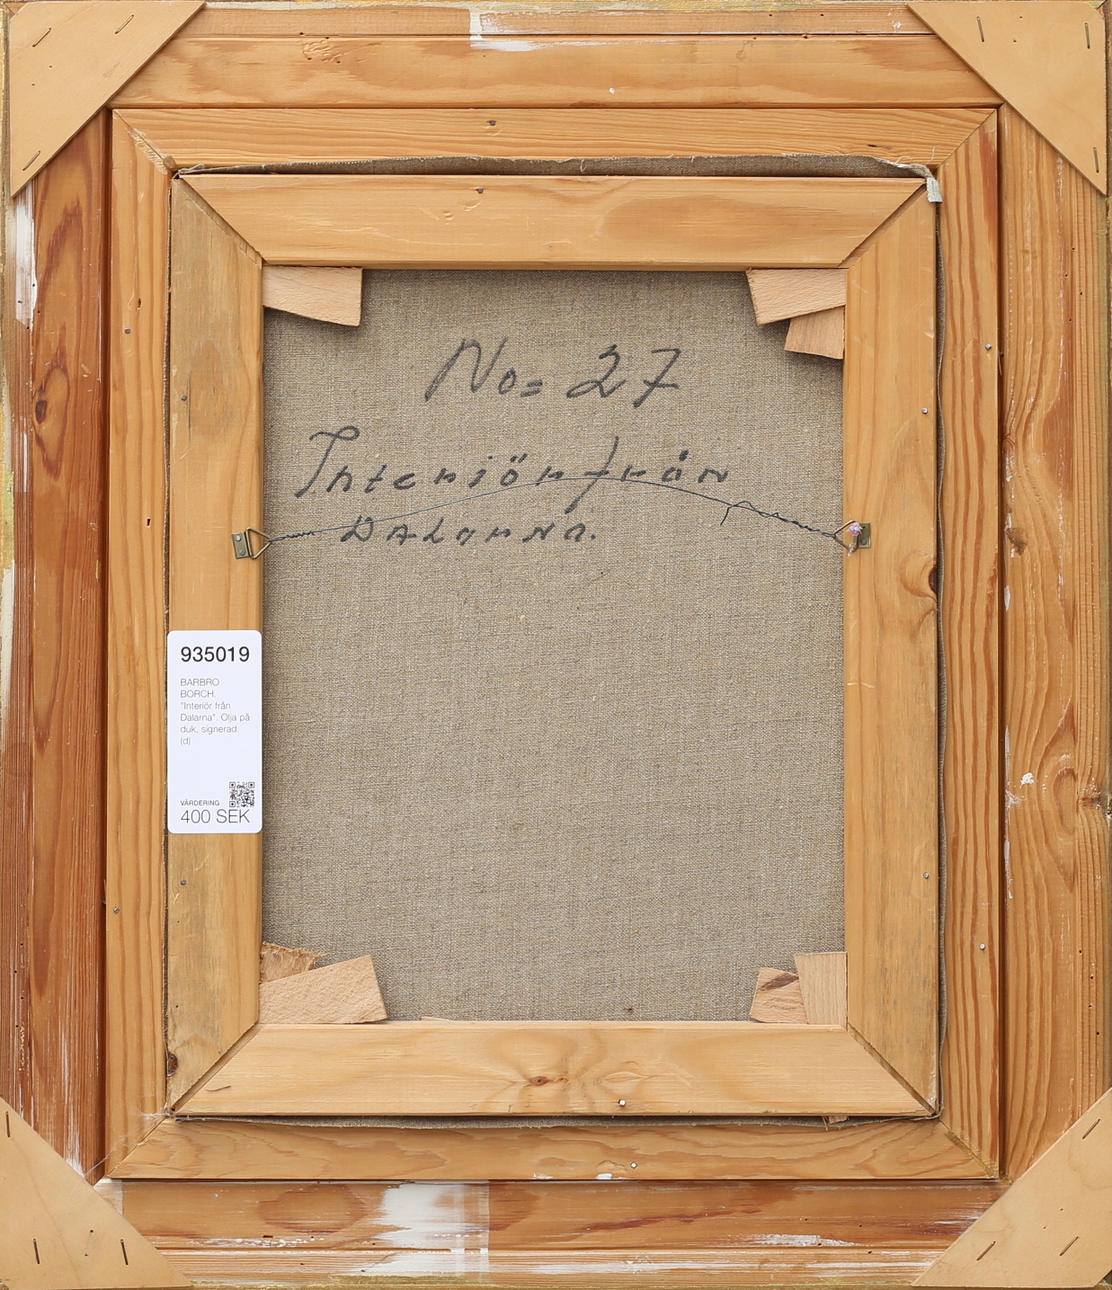 No= 27
Interiör från
DALARNA.
935019
BARBRO
BORCH.
"Interiör från
Dalarna". Olja på
duk, signerad.
(d)
VÄRDERING
400 SEK